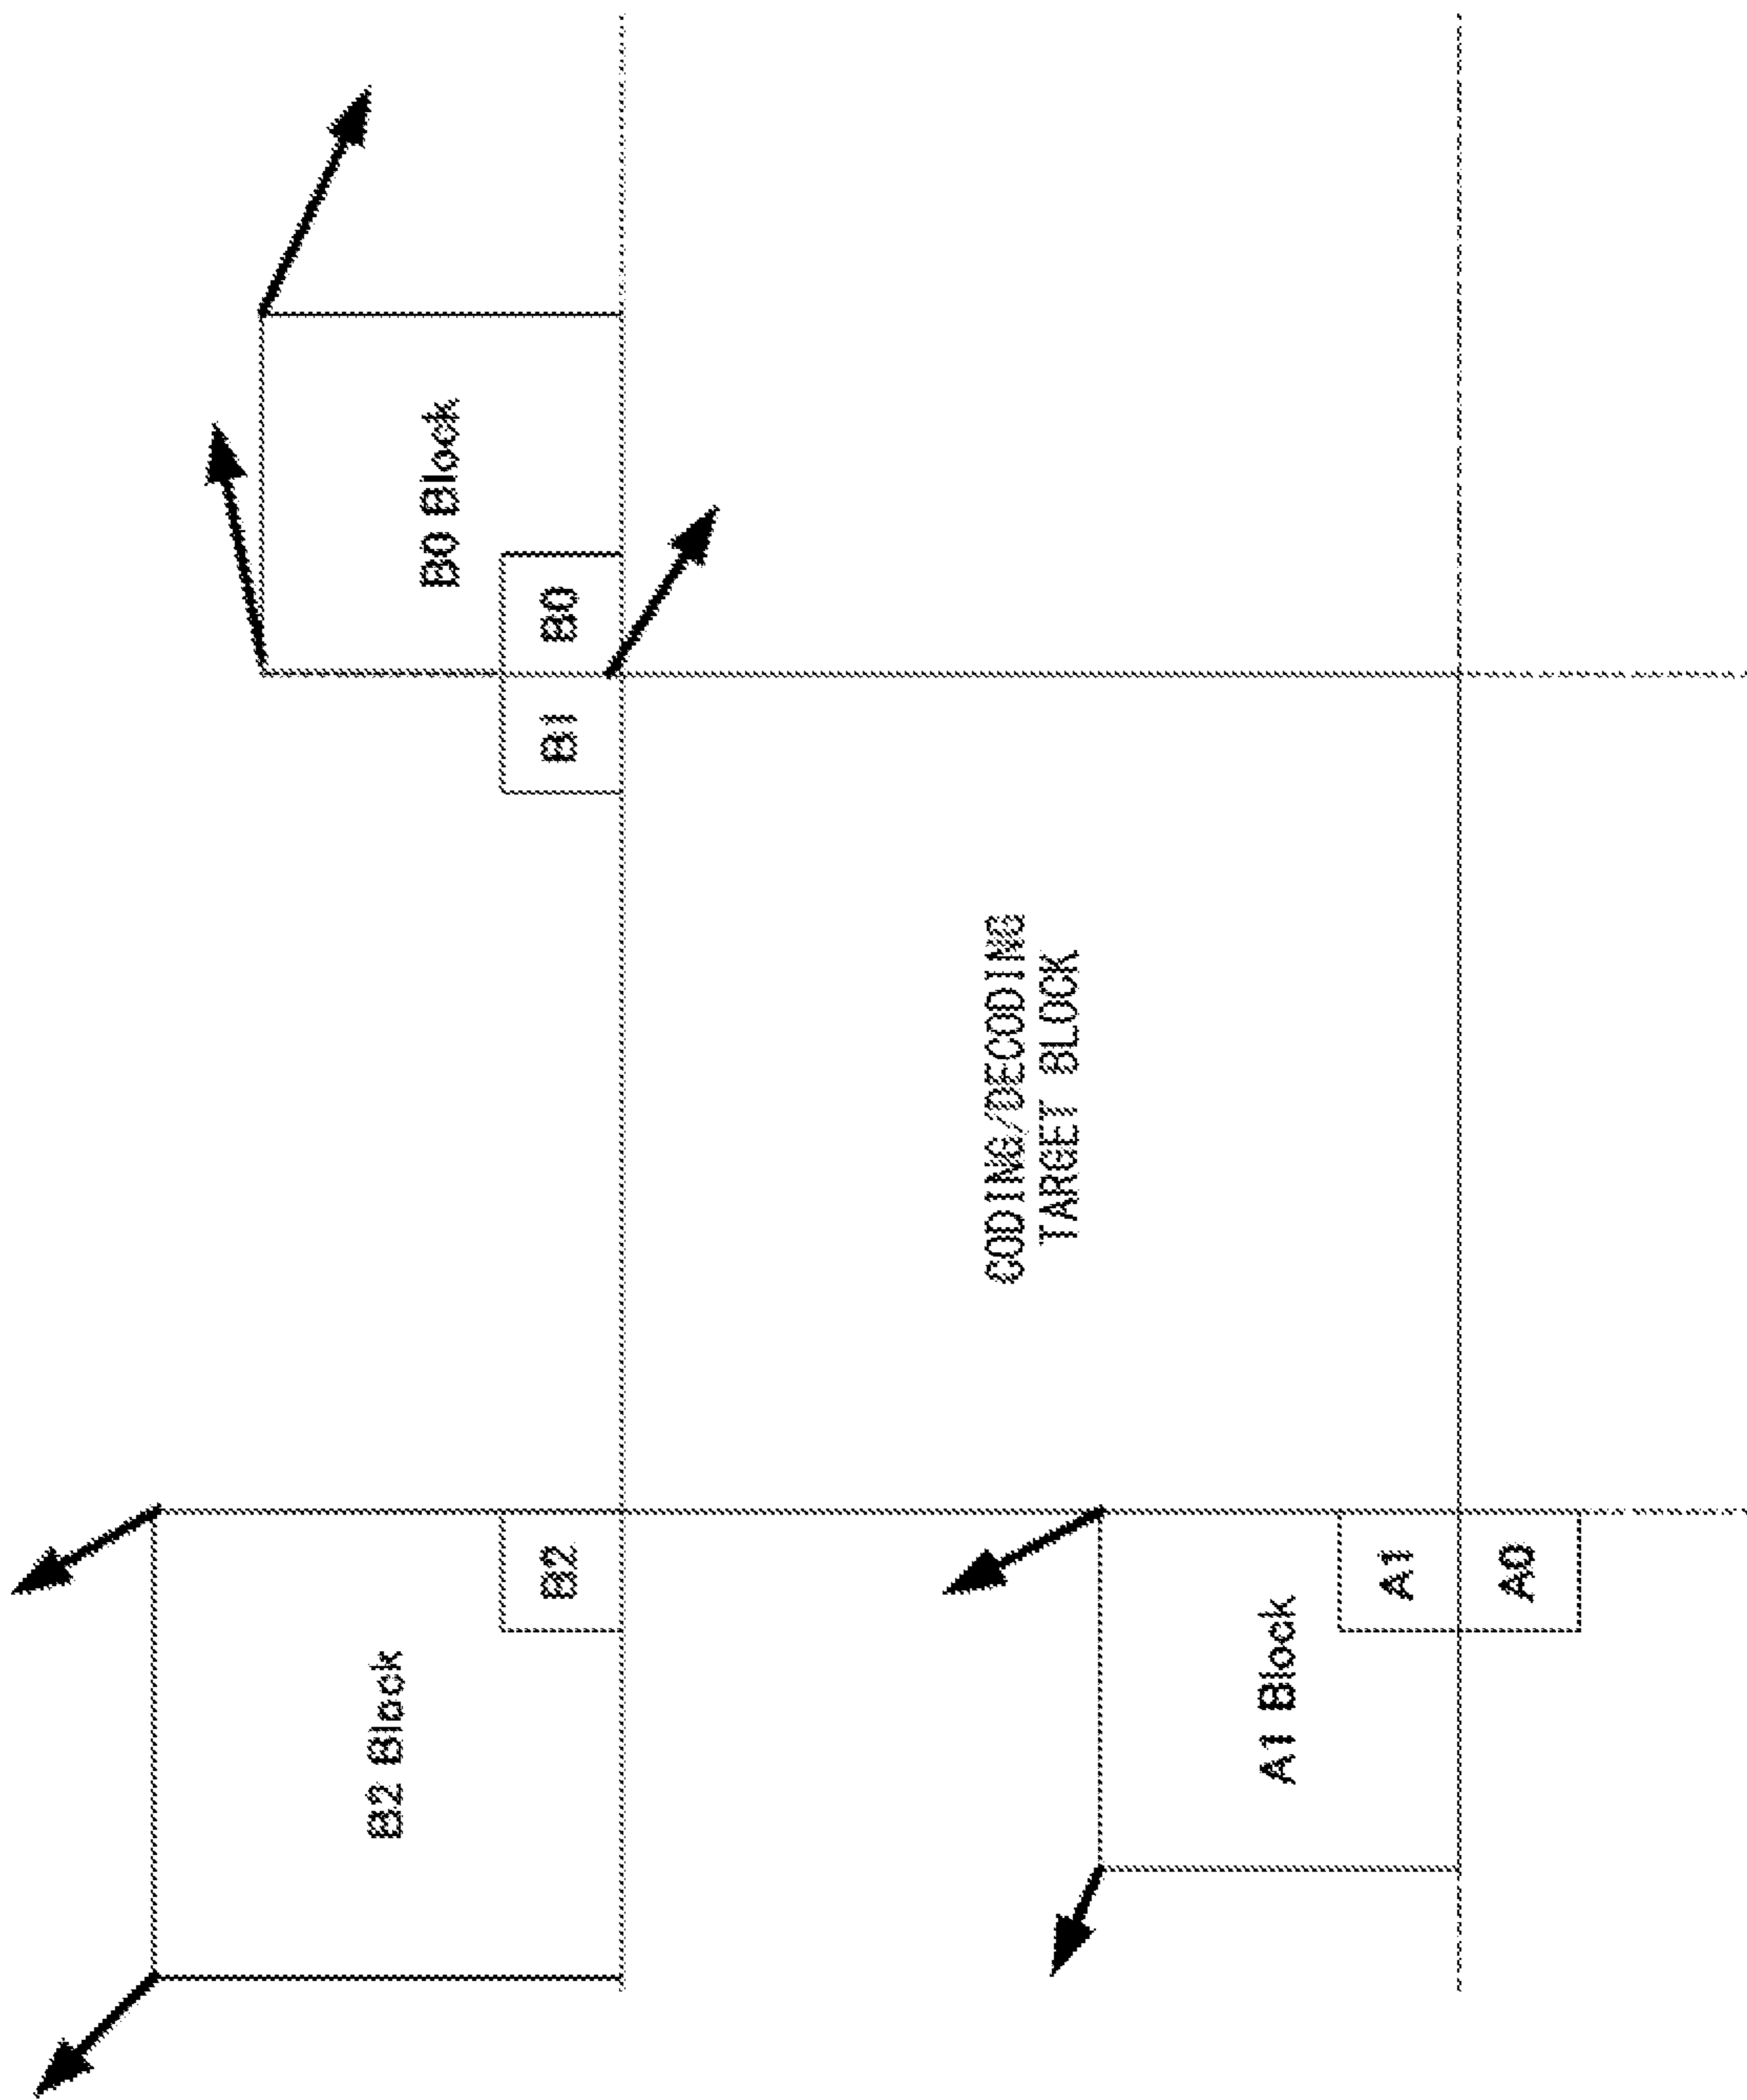 B2 Block
B2
B1
B0
B0 Block
CODING/DECODING
TARGET BLOCK
A1 Block
A1
A0